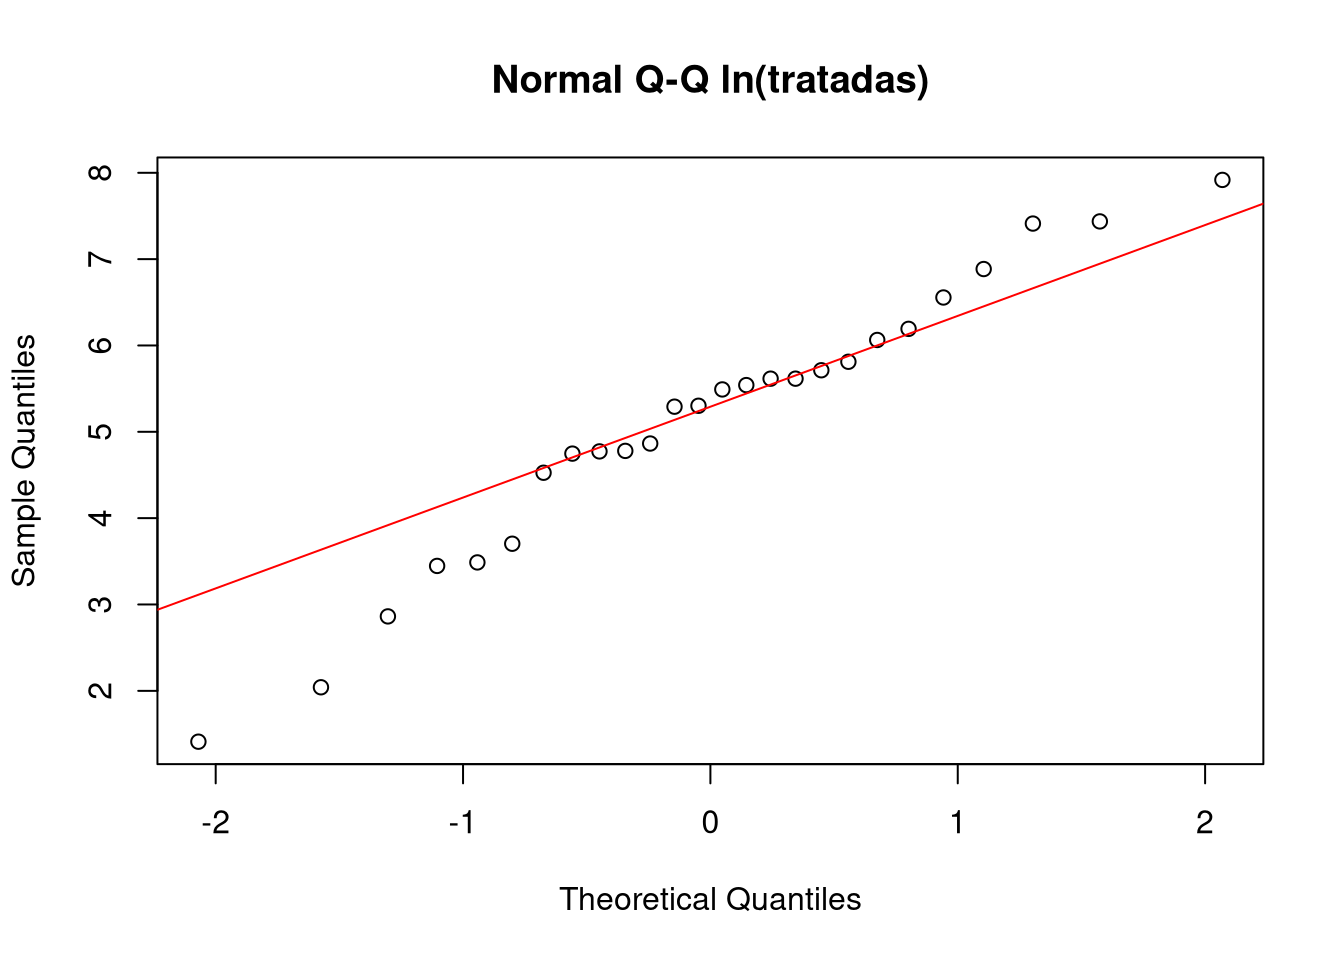 Normal Q-Q ln(tratadas)
8
7
6
5
4
3
2
Sample Quantiles
-2 -1 0 1 2
Theoretical Quantiles